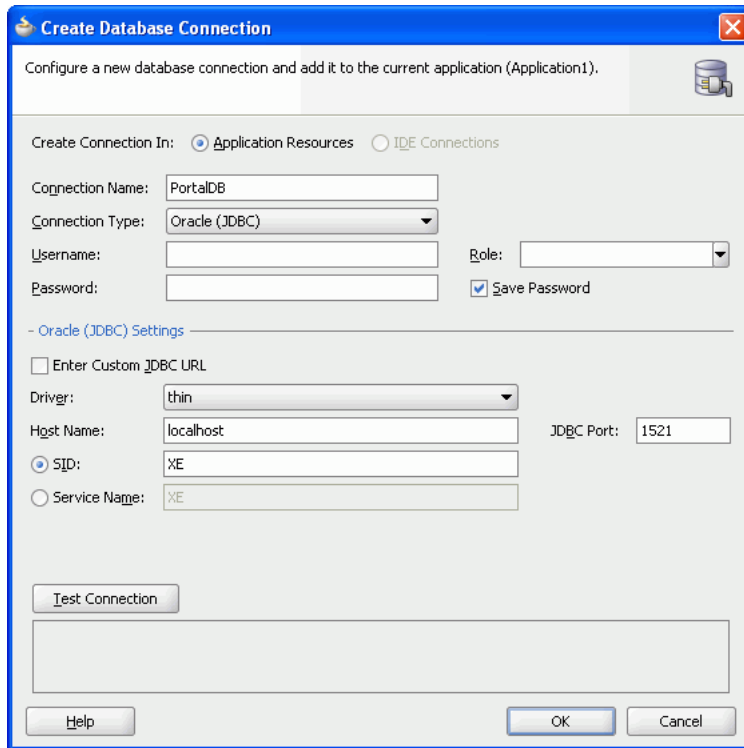 Create Database Connection
Configure a new database connection and add it to the current application (Application1).
Create Connection In: Application Resources IDE Connections
Connection Name: PortalDB
Connection Type: Oracle (JDBC)
Username: Role:
Password: Save Password
- Oracle (JDBC) Settings
Enter Custom JDBC URL
Driver: thin
Host Name: localhost JDBC Port: 1521
SID: XE
Service Name: XE
Test Connection
Help OK Cancel